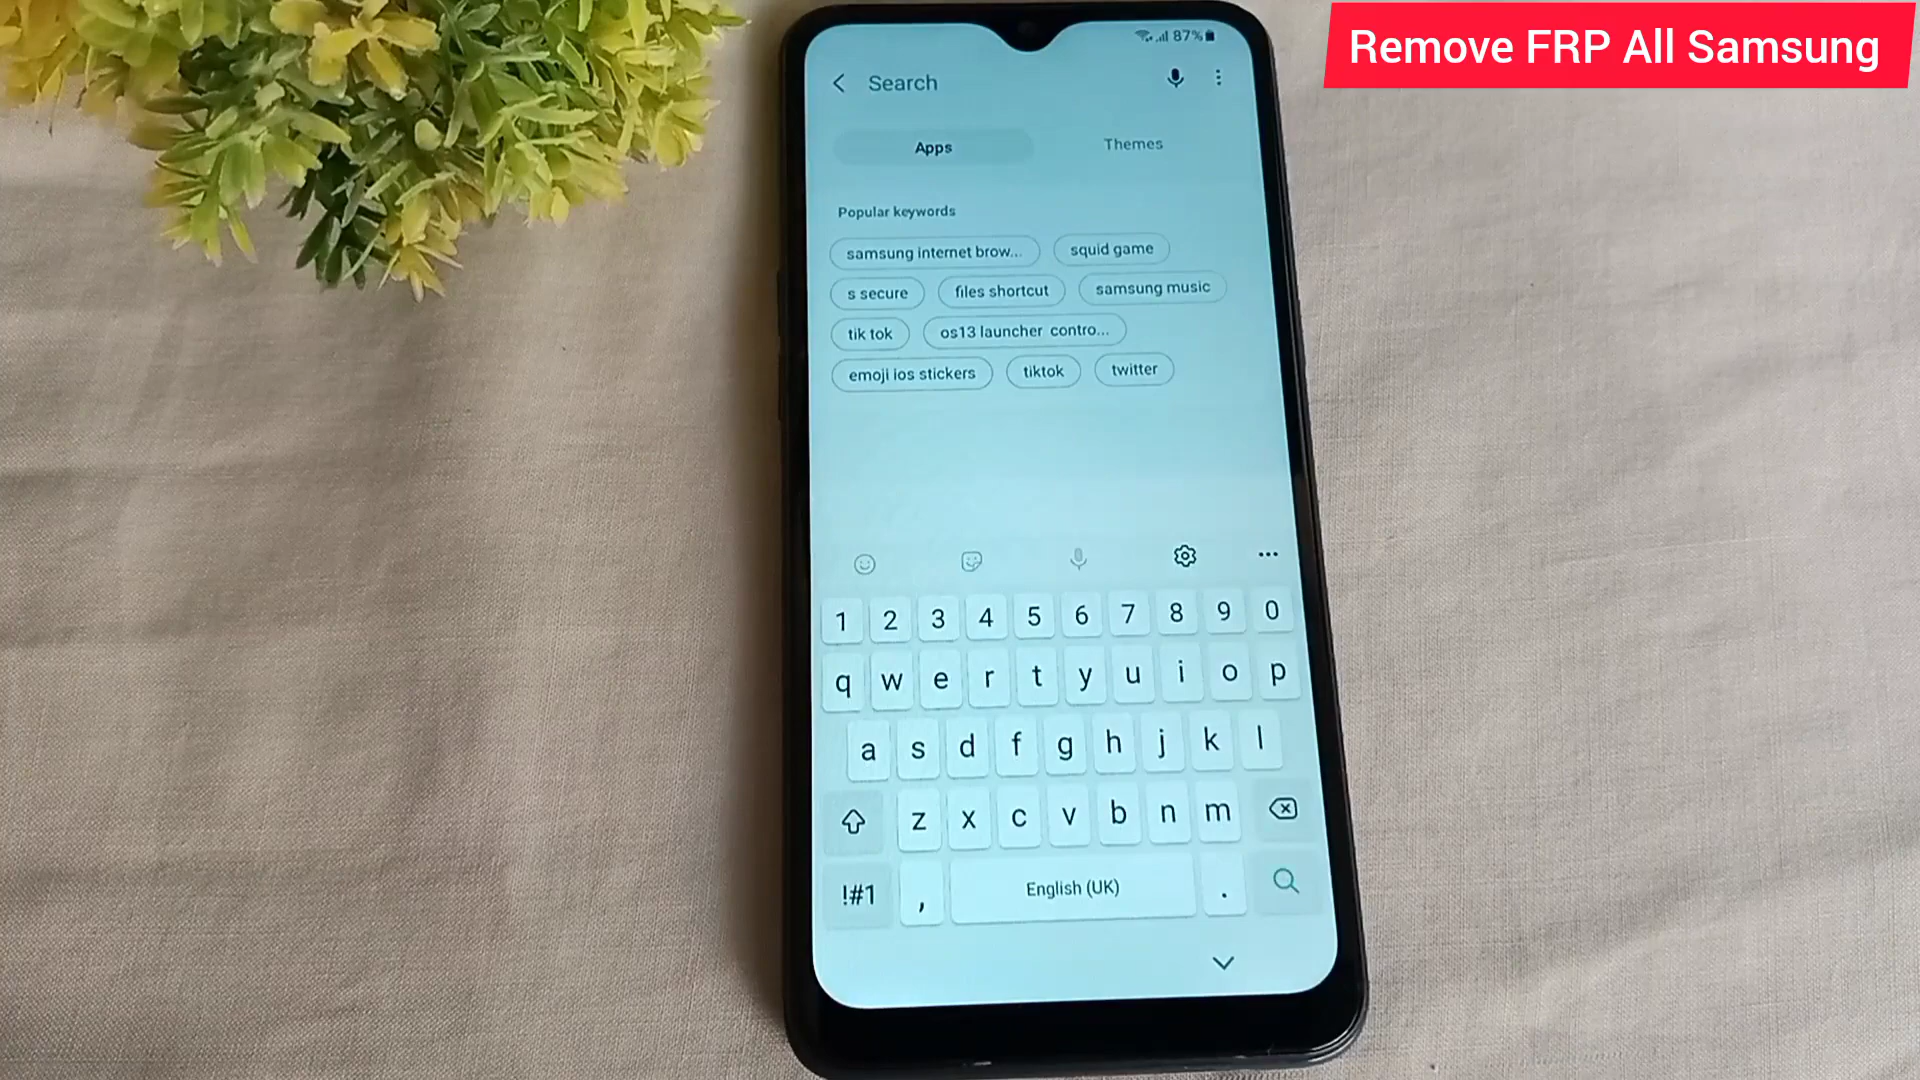 Remove FRP All Samsung
87%
Search
Apps Themes
Popular keywords
samsung internet brow... squid game
s secure files shortcut samsung music
tik tok os13 launcher contro...
emoji ios stickers tiktok twitter
1 2 3 4 5 6 7 8 9 0
q w e r t y u i o p
a s d f g h j k l
z x c v b n m
!#1 , English (UK) .